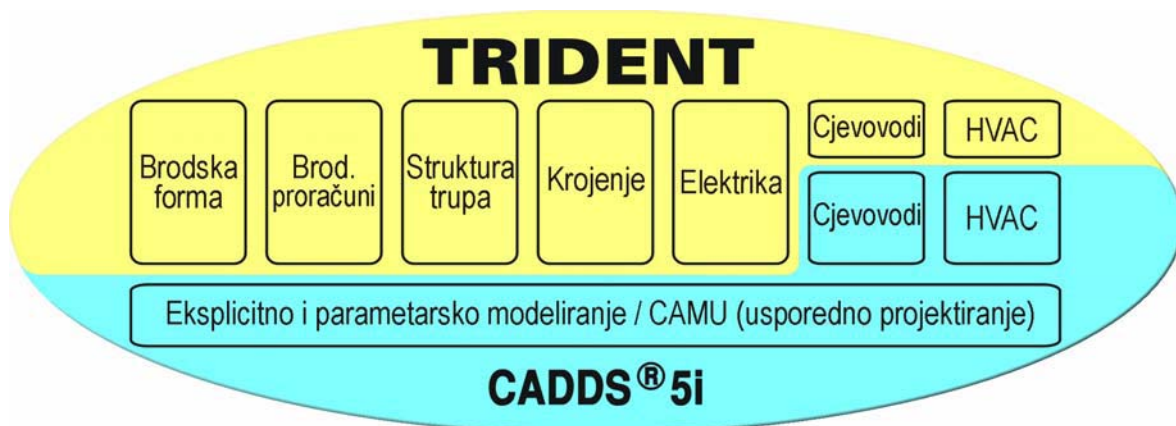 TRIDENT
Brodska
forma
Brod.
proračuni
Struktura
trupa
Krojenje
Elektrika
Cjevovodi
HVAC
Cjevovodi
HVAC
Eksplicitno i parametarsko modeliranje / CAMU (usporedno projektiranje)
CADDS® 5i